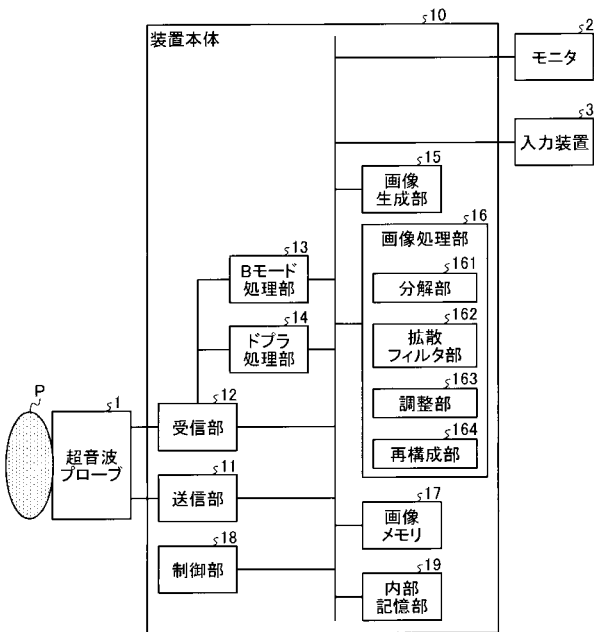 10
装置本体
2
モニタ
3
入力装置
15
画像
生成部
16
画像処理部
161
分解部
162
拡散
フィルタ部
163
調整部
164
再構成部
13
Bモード
処理部
14
ドプラ
処理部
12
受信部
P
1
超音波
プローブ
11
送信部
18
制御部
17
画像
メモリ
19
内部
記憶部